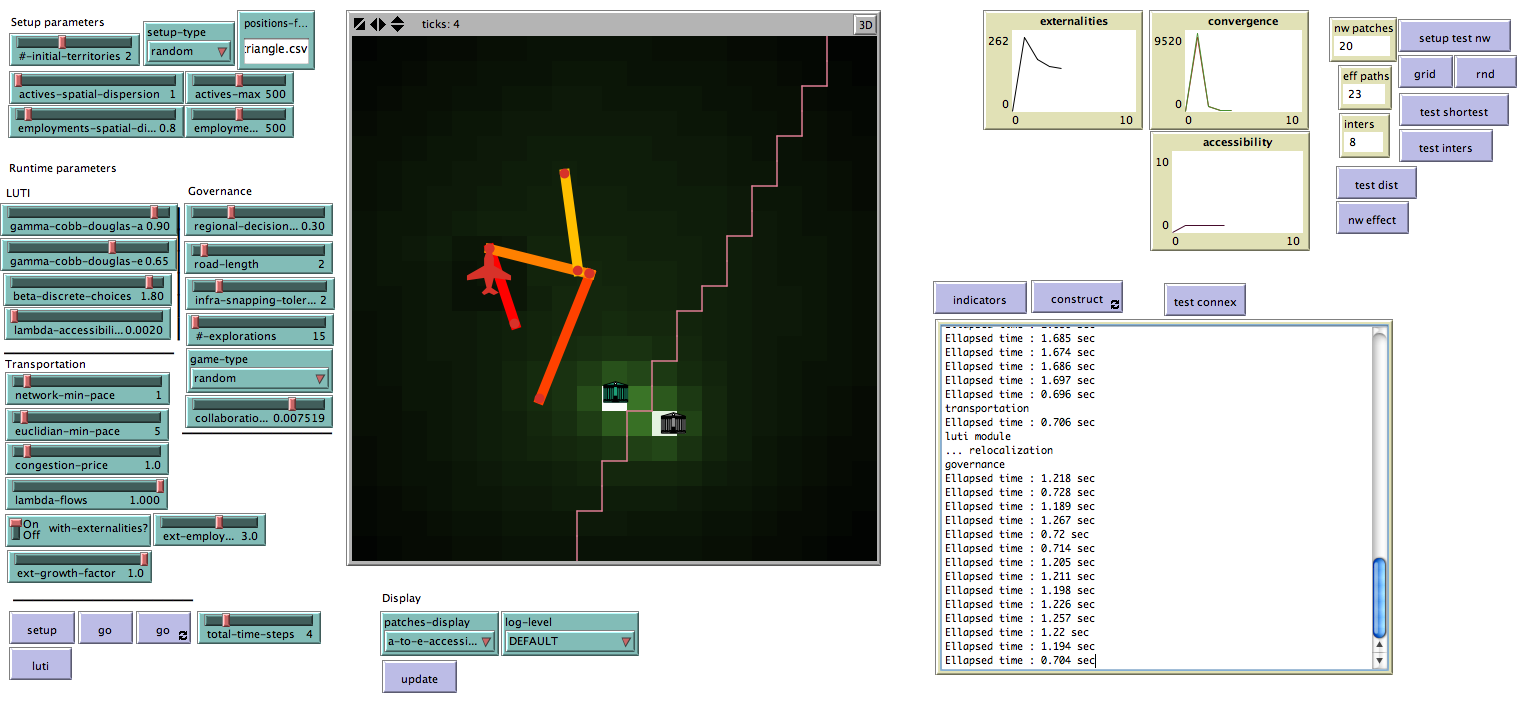 Setup parameters
#-initial-territories 2
setup-type
random
positions-f...
:riangle.csv
actives-spatial-dispersion 1
actives-max 500
employments-spatial-di... 0.8
employme... 500
Runtime parameters
LUTI
gamma-cobb-douglas-a 0.90
gamma-cobb-douglas-e 0.65
beta-discrete-choices 1.80
lambda-accessibili... 0.0020
Governance
regional-decision... 0.30
road-length 2
infra-snapping-toler... 2
#-explorations 15
game-type
random
collaboratio... 0.007519
Transportation
network-min-pace 1
euclidian-min-pace 5
congestion-price 1.0
lambda-flows 1.000
On
Off
with-externalities?
ext-employ... 3.0
ext-growth-factor 1.0
setup
go
go
total-time-steps 4
luti
ticks: 4
3D
Display
patches-display
a-to-e-accessi...
log-level
DEFAULT
update
externalities
262
0
0
10
convergence
9520
0
0
10
accessibility
10
0
0
10
nw patches
20
eff paths
23
inters
8
setup test nw
grid
rnd
test shortest
test inters
test dist
nw effect
indicators
construct
test connex
Ellapsed time : 1.685 sec
Ellapsed time : 1.674 sec
Ellapsed time : 1.686 sec
Ellapsed time : 1.697 sec
Ellapsed time : 0.696 sec
transportation
Ellapsed time : 0.706 sec
luti module
... relocalization
governance
Ellapsed time : 1.218 sec
Ellapsed time : 0.728 sec
Ellapsed time : 1.189 sec
Ellapsed time : 1.267 sec
Ellapsed time : 0.72 sec
Ellapsed time : 0.714 sec
Ellapsed time : 1.205 sec
Ellapsed time : 1.211 sec
Ellapsed time : 1.198 sec
Ellapsed time : 1.226 sec
Ellapsed time : 1.257 sec
Ellapsed time : 1.22 sec
Ellapsed time : 1.194 sec
Ellapsed time : 0.704 sec